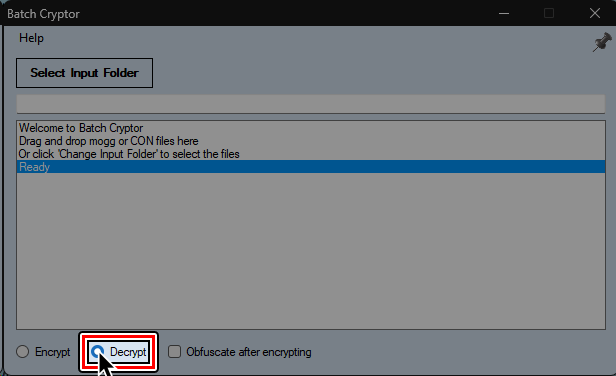 Batch Cryptor
Help
Select Input Folder
Welcome to Batch Cryptor
Drag and drop mogg or CON files here
Or click 'Change Input Folder' to select the files
Ready
Encrypt
Decrypt
Obfuscate after encrypting